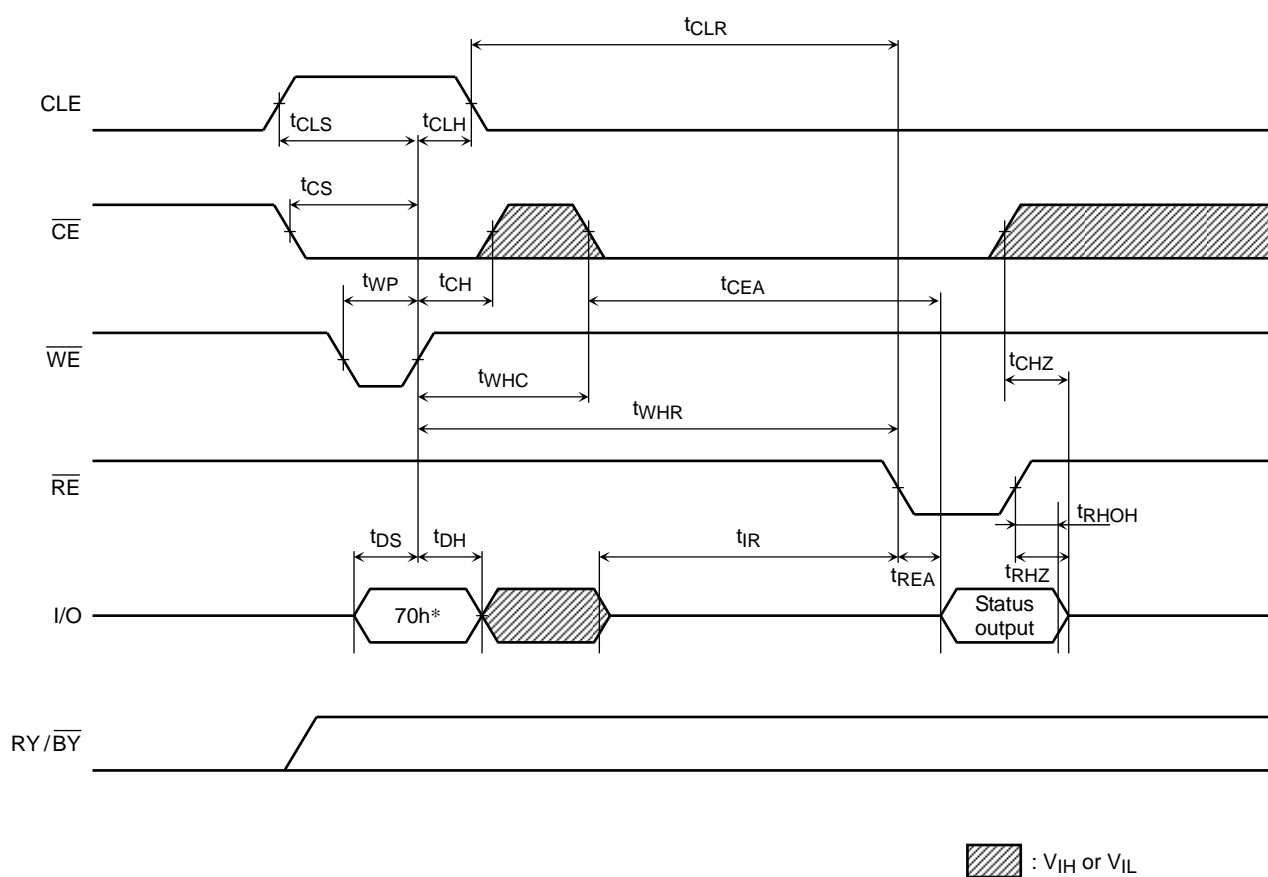 tCLR
CLE
tCLS
tCLH
tCS
CE
tWP
tCH
tCEA
WE
tCHZ
tWHC
tWHR
RE
tRHOH
tDS
tDH
tIR
tREA
tRHZ
I/O
70h*
Status
output
RY/BY
: VIH or VIL